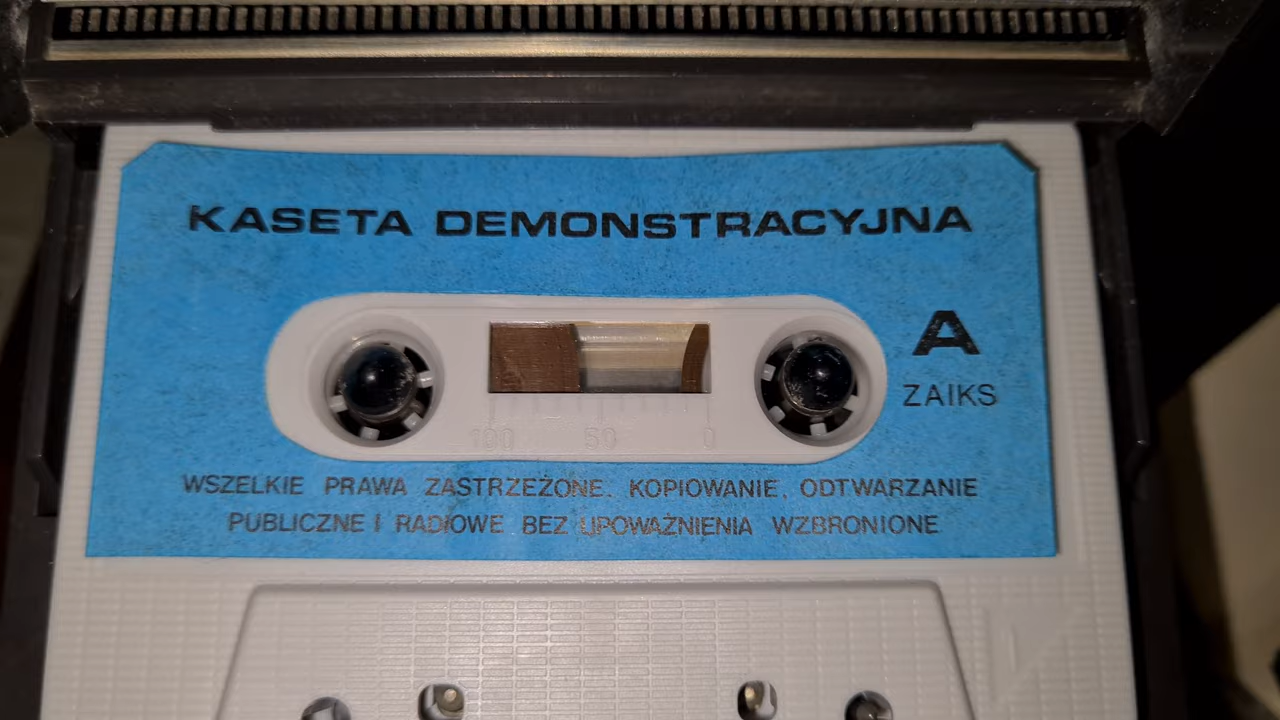 KASETA DEMONSTRACYJNA
A
ZAIKS
100 50 0
WSZELKIE PRAWA ZASTRZEŻONE. KOPIOWANIE, ODTWARZANIE
PUBLICZNE I RADIOWE BEZ UPOWAŻNIENIA WZBRONIONE